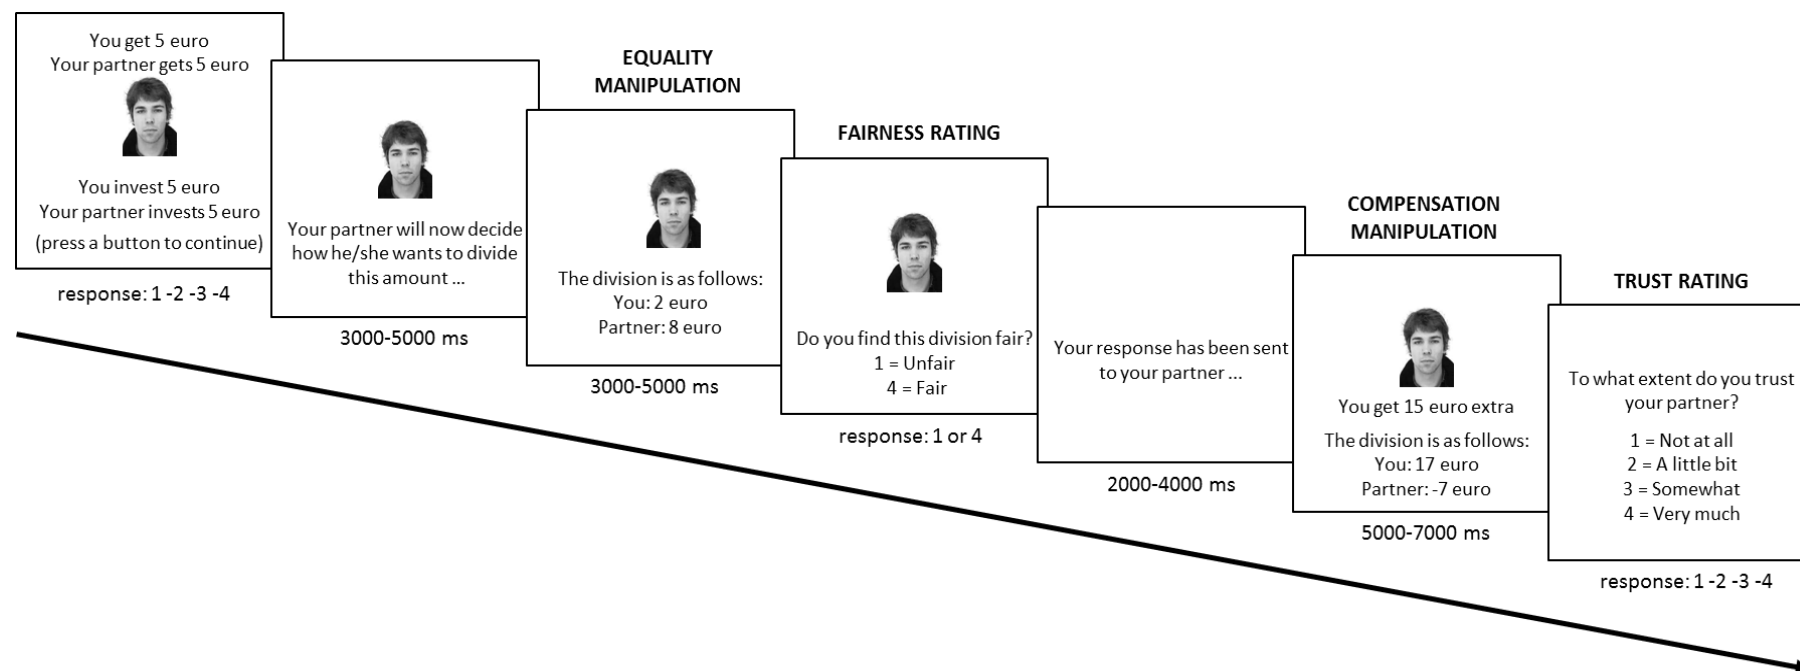 You get 5 euro
Your partner gets 5 euro
You invest 5 euro
Your partner invests 5 euro
(press a button to continue)
response: 1 -2 -3 -4
Your partner will now decide
how he/she wants to divide
this amount ...
3000-5000 ms
EQUALITY
MANIPULATION
The division is as follows:
You: 2 euro
Partner: 8 euro
3000-5000 ms
FAIRNESS RATING
Do you find this division fair?
1 = Unfair
4 = Fair
response: 1 or 4
Your response has been sent
to your partner ...
2000-4000 ms
COMPENSATION
MANIPULATION
You get 15 euro extra
The division is as follows:
You: 17 euro
Partner: -7 euro
5000-7000 ms
TRUST RATING
To what extent do you trust
your partner?
1 = Not at all
2 = A little bit
3 = Somewhat
4 = Very much
response: 1 -2 -3 -4